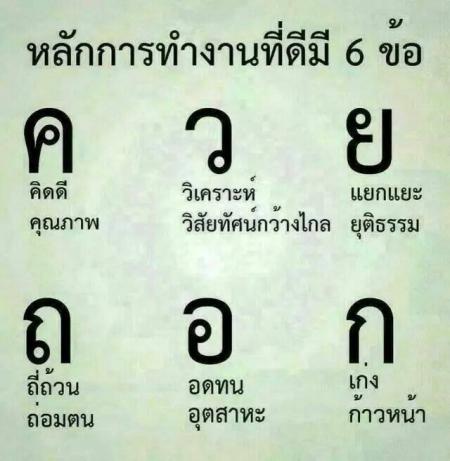 หลักการทำงานที่ดีมี 6 ข้อ
ค ว ย
คิดดี วิเคราะห์ แยกแยะ
คุณภาพ วิสัยทัศน์กว้างไกล ยุติธรรม
ถ อ ก
ถี่ถ้วน อดทน เก่ง
ถ่อมตน อุตสาหะ ก้าวหน้า